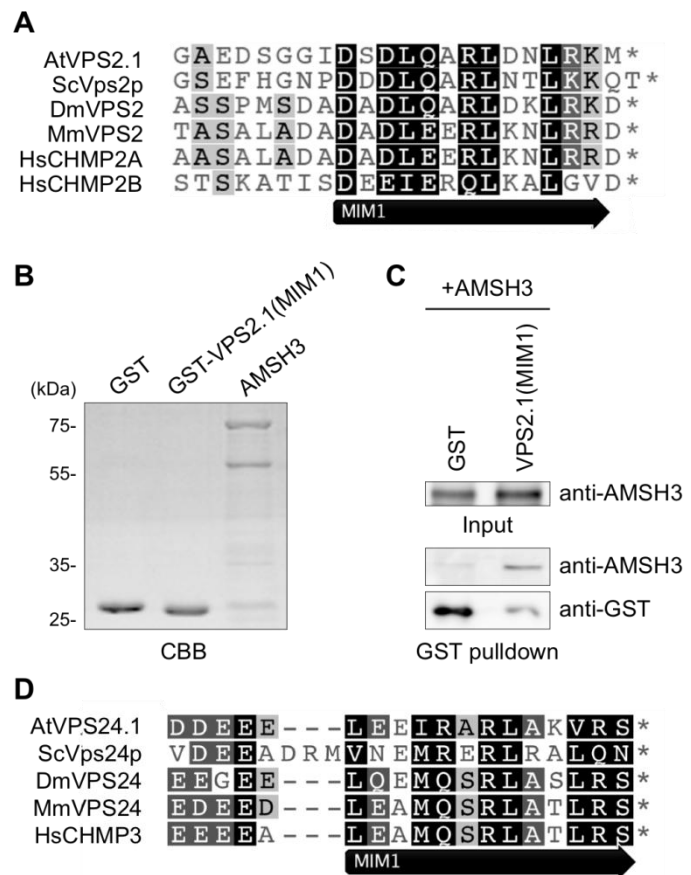 A
AtVPS2.1 GAEDSGGIDSDLQARLDNLRKM*
ScVps2p GSEFHGNPDDDLQARLNTLKKQT*
DmVPS2 ASSPMSDADADLQARLDKLRKD*
MmVPS2 TASALADADADLEERLKNLRKD*
HsCHMP2A AASALADADADLEERLKNLRRD*
HsCHMP2B STSKATISDEEIERQLKALGVD*
MIM1
B
(kDa) GST GST-VPS2.1(MIM1) AMSH3
75-
55-
35-
25-
CBB
C
+AMSH3
GST VPS2.1(MIM1)
anti-AMSH3
Input
anti-AMSH3
anti-GST
GST pulldown
D
AtVPS24.1 DDEEE---LEEIRARLAKVRS*
ScVps24p VDEEADRMVNEMRERLRALQN*
DmVPS24 EEGEE---LQEMQSRLASLRS*
MmVPS24 EDEED---LEAMQSRLATLRS*
HsCHMP3 EEEEA---LEAMQSRLATLRS*
MIM1